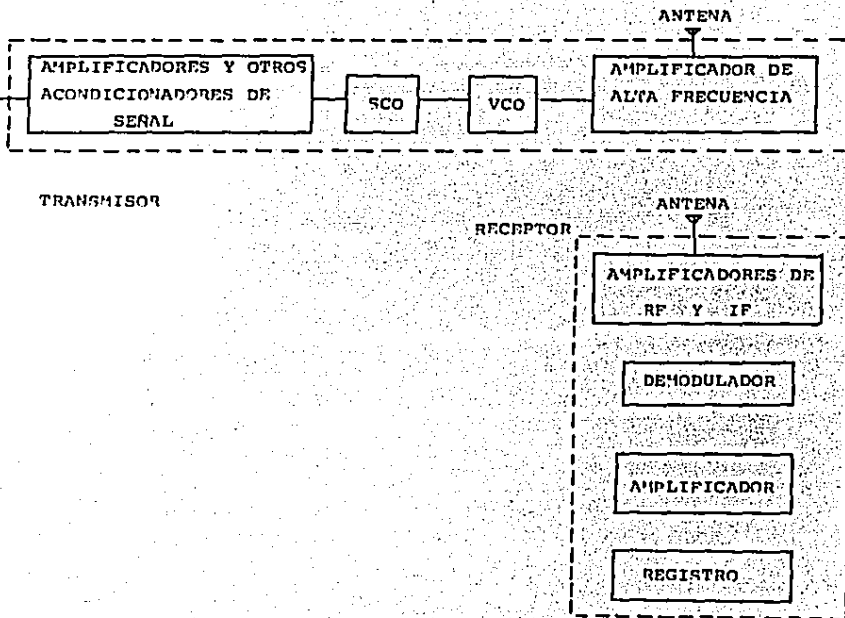 ANTENA
AMPLIFICADORES Y OTROS
ACONDICIONADORES DE
SEÑAL
SCO
VCO
AMPLIFICADOR DE
ALTA FRECUENCIA
TRANSMISOR
ANTENA
RECEPTOR
AMPLIFICADORES DE
RF Y IF
DEMODULADOR
AMPLIFICADOR
REGISTRO